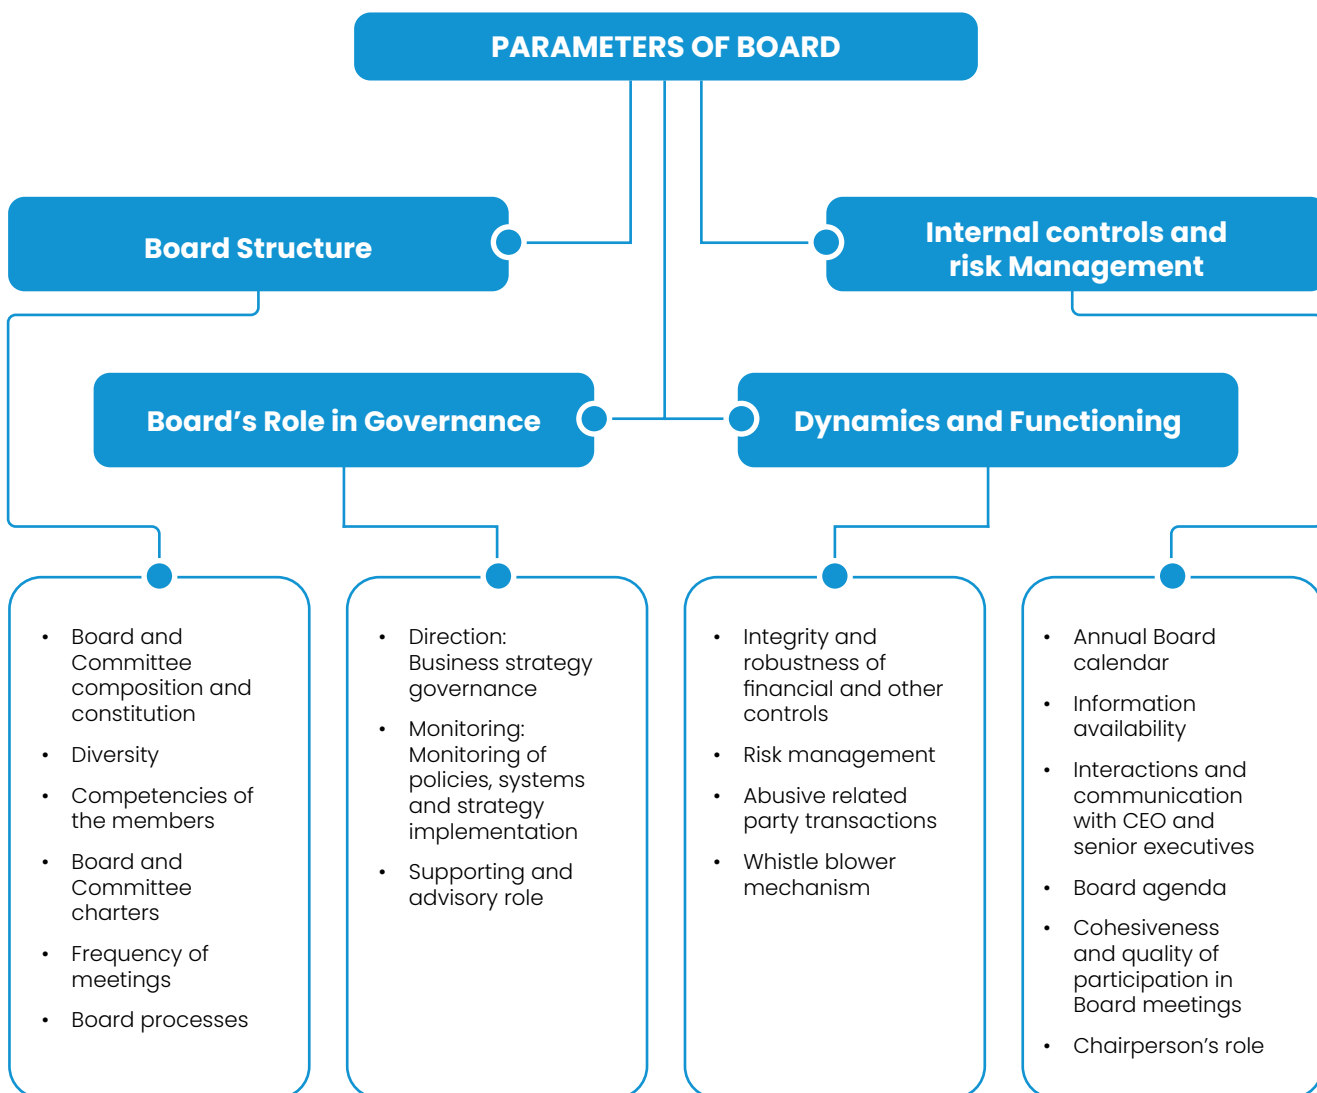 PARAMETERS OF BOARD
Board Structure
Internal controls and
risk Management
Board’s Role in Governance
Dynamics and Functioning
• Board and
Committee
composition and
constitution
• Diversity
• Competencies of
the members
• Board and
Committee
charters
• Frequency of
meetings
• Board processes
• Direction:
Business strategy
governance
• Monitoring:
Monitoring of
policies, systems
and strategy
implementation
• Supporting and
advisory role
• Integrity and
robustness of
financial and other
controls
• Risk management
• Abusive related
party transactions
• Whistle blower
mechanism
• Annual Board
calendar
• Information
availability
• Interactions and
communication
with CEO and
senior executives
• Board agenda
• Cohesiveness
and quality of
participation in
Board meetings
• Chairperson’s role